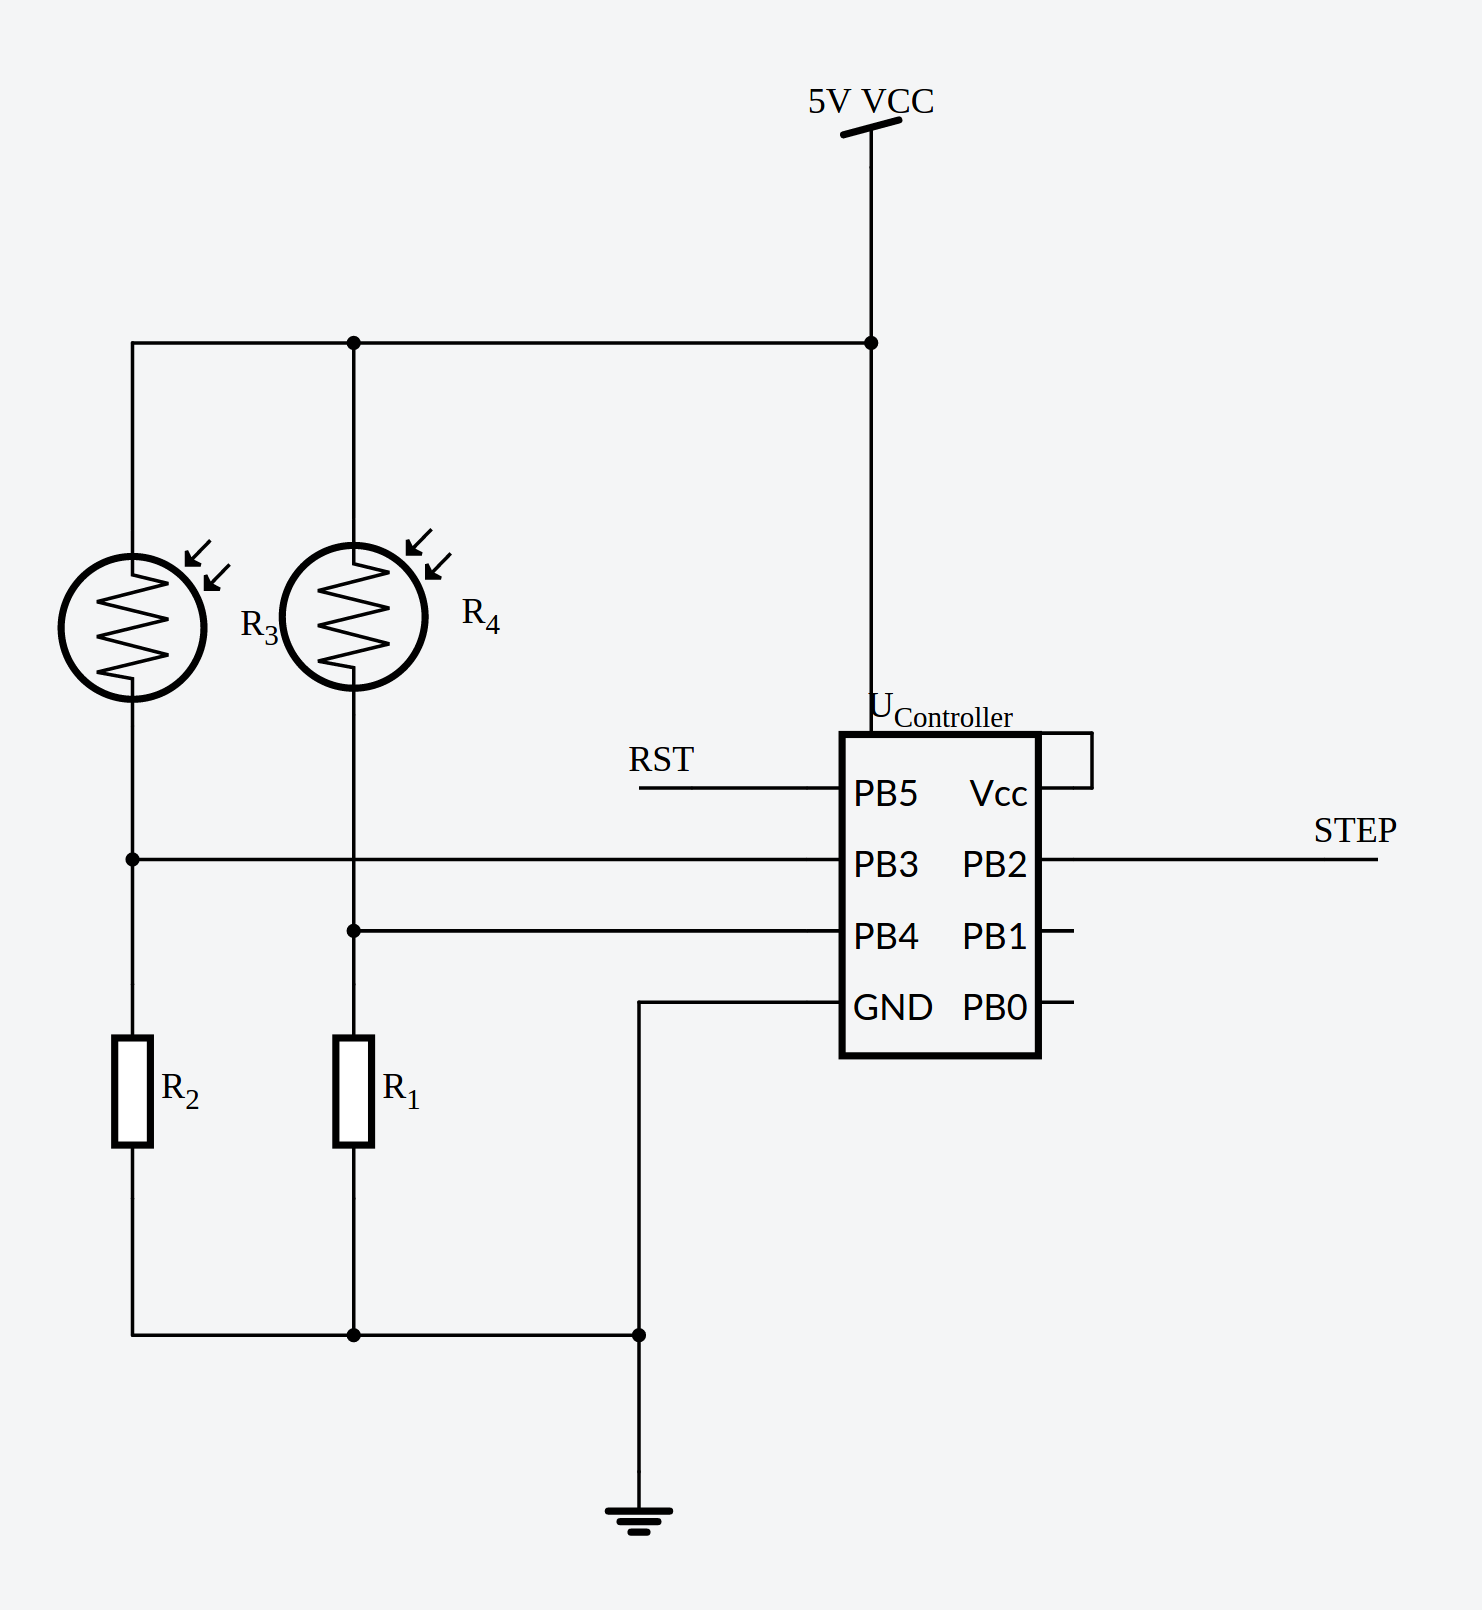 5V VCC
R3
R4
UController
RST
PB5 Vcc
STEP
PB3 PB2
PB4 PB1
GND PB0
R2
R1